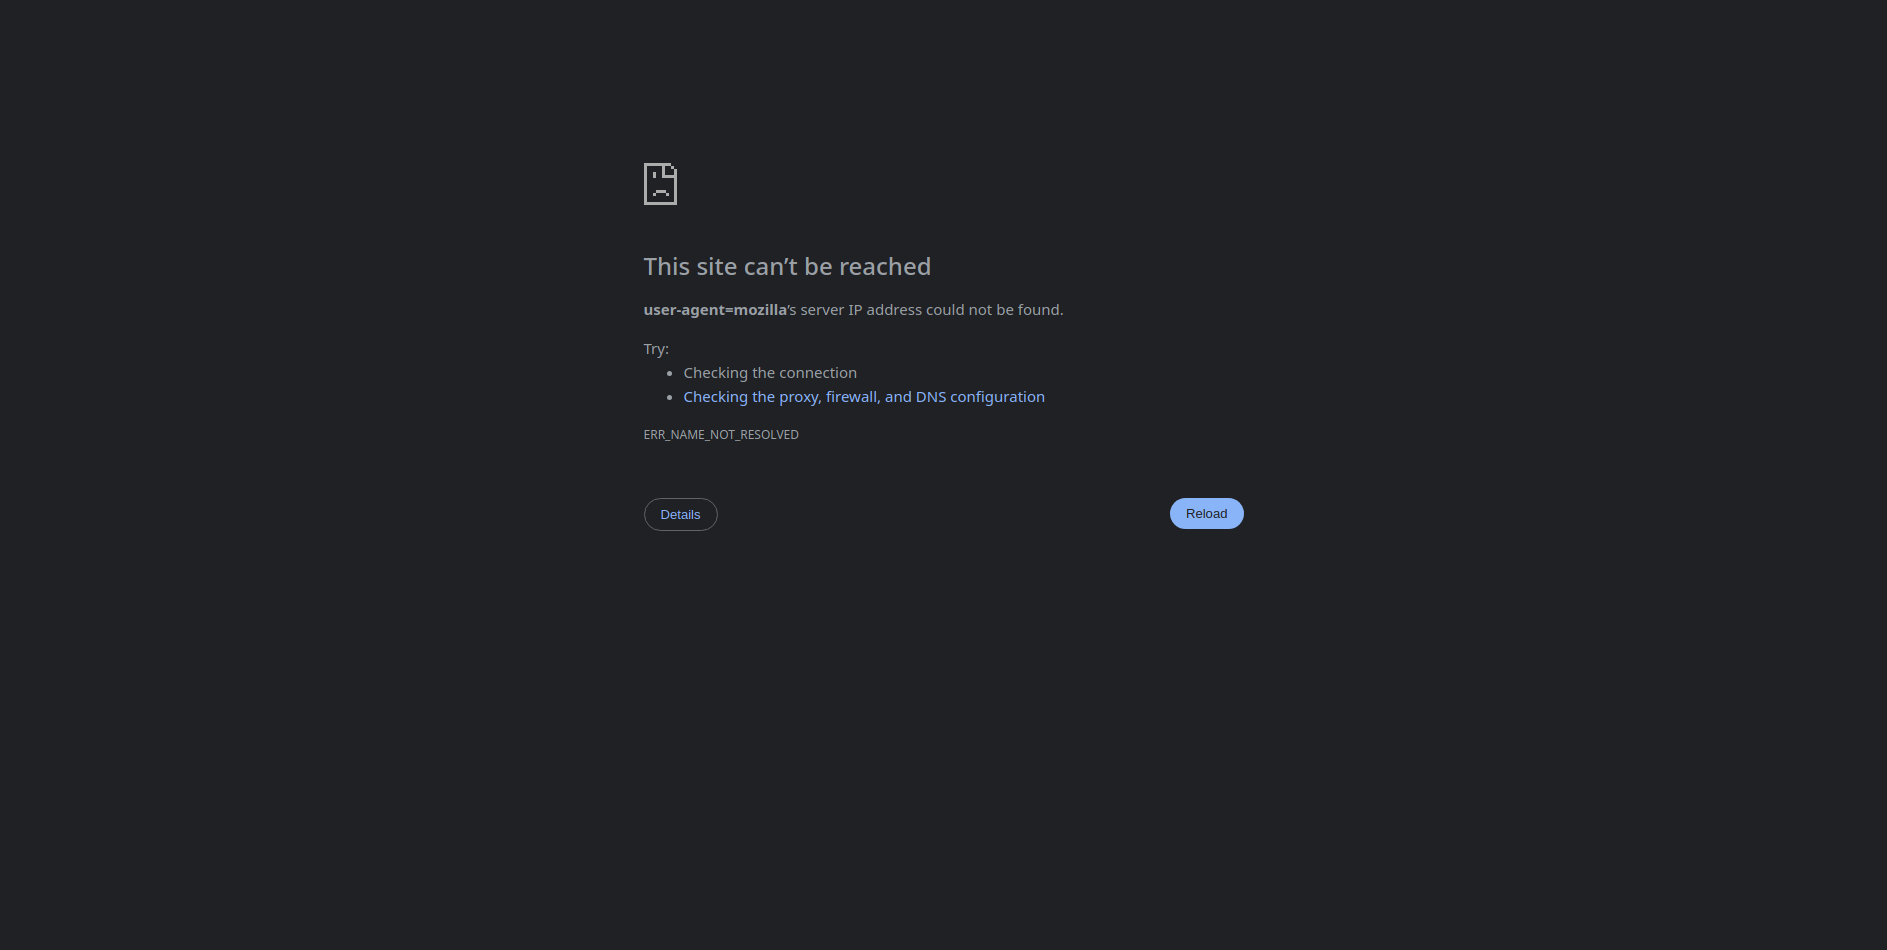 This site can’t be reached
user-agent=mozilla’s server IP address could not be found.
Try:
Checking the connection
Checking the proxy, firewall, and DNS configuration
ERR_NAME_NOT_RESOLVED
Details
Reload